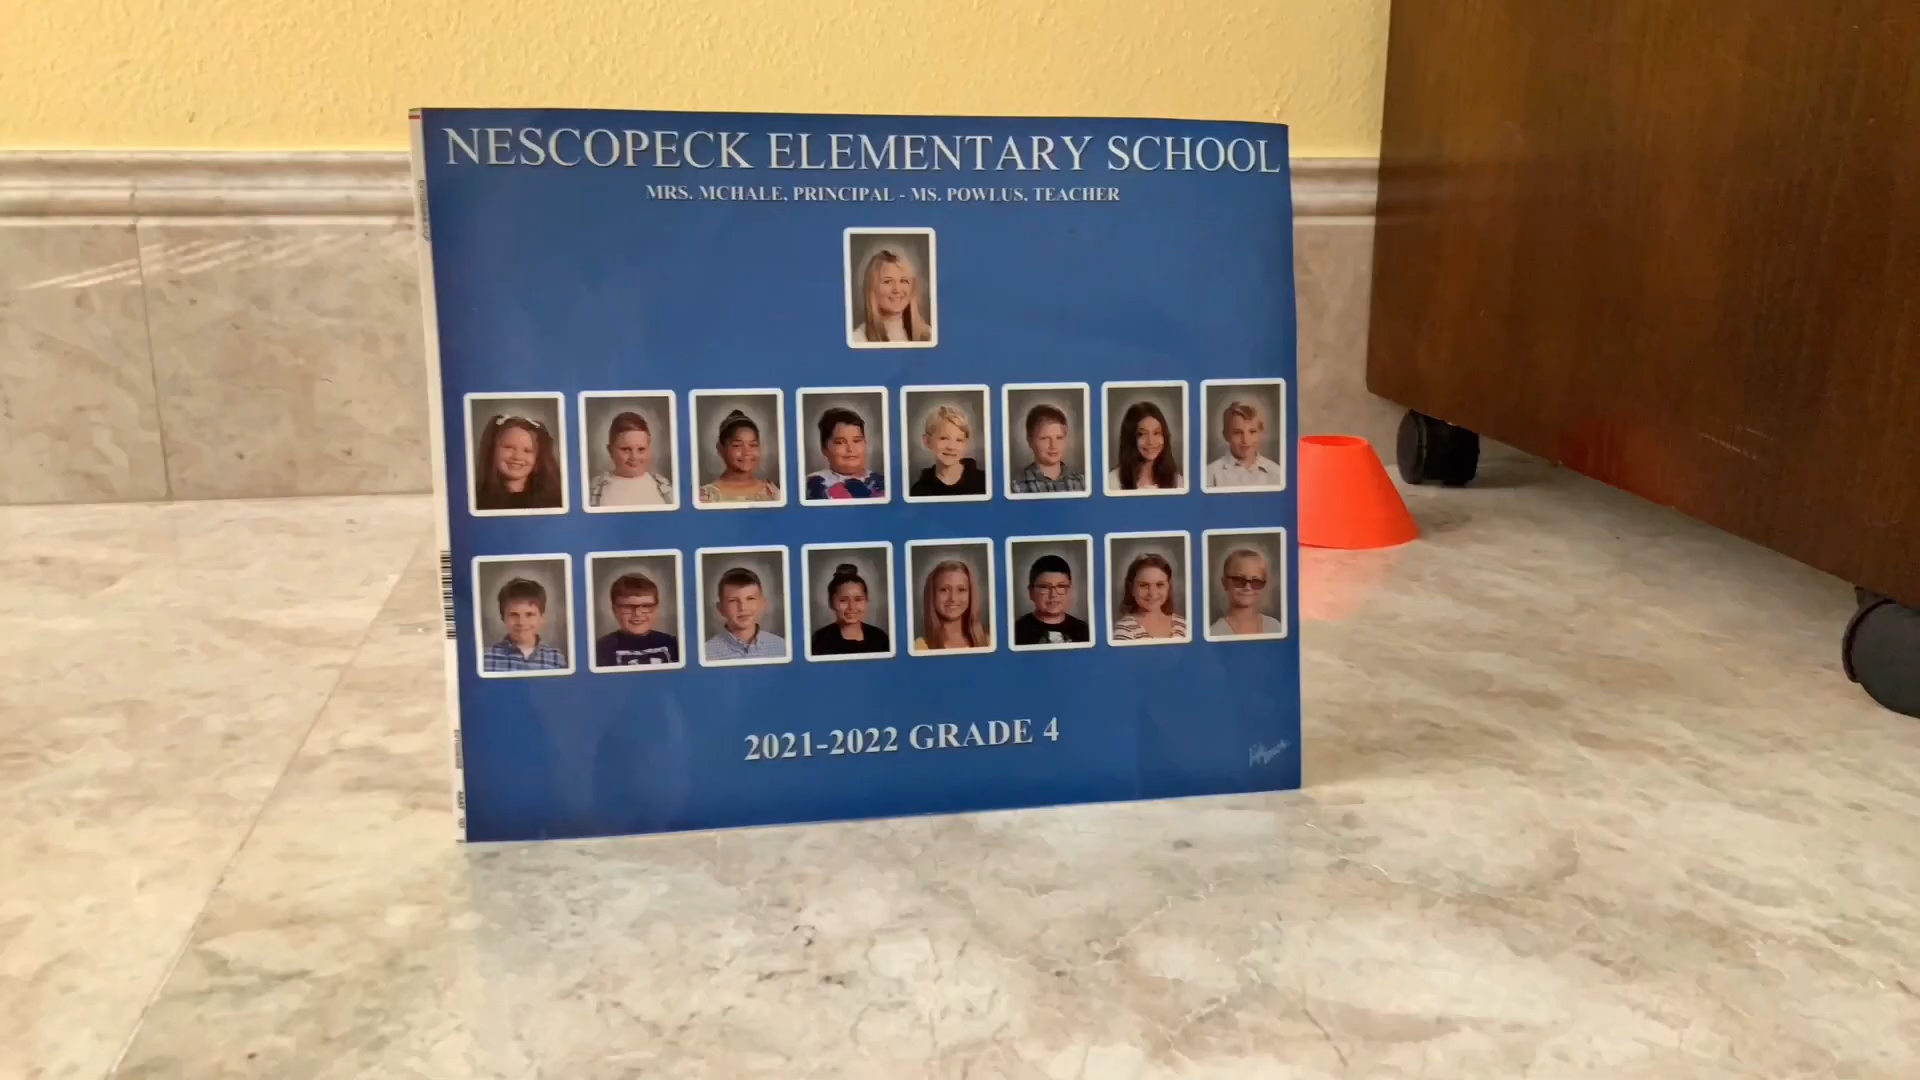 NESCOPECK ELEMENTARY SCHOOL
MRS. MCHALE, PRINCIPAL - MS. POWLUS, TEACHER
2021-2022 GRADE 4